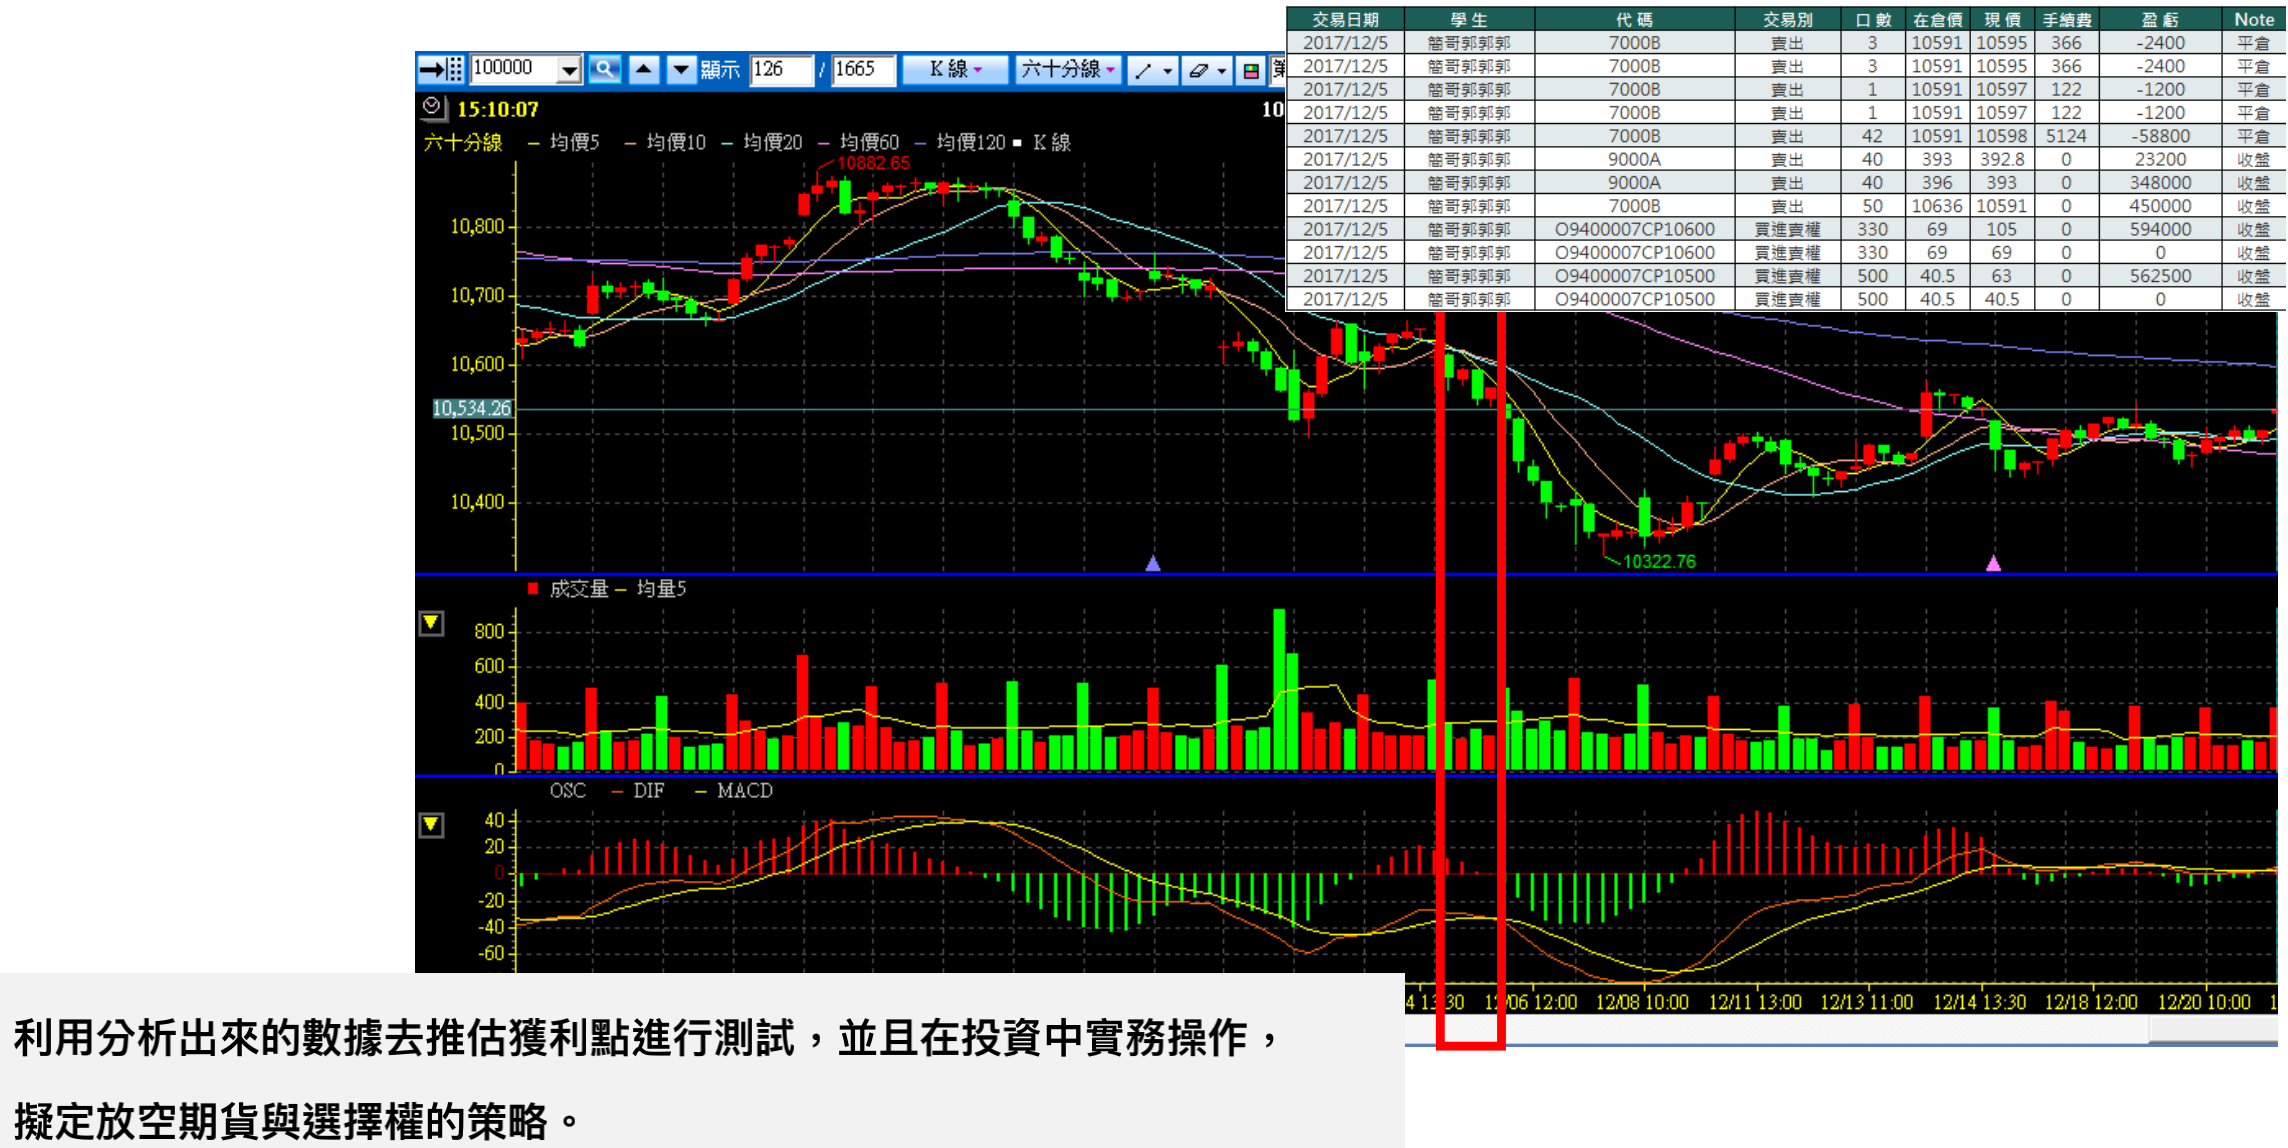 交易日期 學生 代碼 交易別 口數 在倉價 現價 手續費 盈虧 Note
2017/12/5 簡哥郭郭郭 7000B 賣出 3 10591 10595 366 -2400 平倉
2017/12/5 簡哥郭郭郭 7000B 賣出 3 10591 10595 366 -2400 平倉
2017/12/5 簡哥郭郭郭 7000B 賣出 1 10591 10597 122 -1200 平倉
2017/12/5 簡哥郭郭郭 7000B 賣出 1 10591 10597 122 -1200 平倉
2017/12/5 簡哥郭郭郭 7000B 賣出 42 10591 10598 5124 -58800 平倉
2017/12/5 簡哥郭郭郭 9000A 賣出 40 393 392.8 0 23200 收盤
2017/12/5 簡哥郭郭郭 9000A 賣出 40 396 393 0 348000 收盤
2017/12/5 簡哥郭郭郭 7000B 賣出 50 10636 10591 0 450000 收盤
2017/12/5 簡哥郭郭郭 O9400007CP10600 買進賣權 330 69 105 0 594000 收盤
2017/12/5 簡哥郭郭郭 O9400007CP10600 買進賣權 330 69 69 0 0 收盤
2017/12/5 簡哥郭郭郭 O9400007CP10500 買進賣權 500 40.5 63 0 562500 收盤
2017/12/5 簡哥郭郭郭 O9400007CP10500 買進賣權 500 40.5 40.5 0 0 收盤
100000 顯示 126 / 1665 K線 六十分線
15:10:07 10
六十分線 均價5 均價10 均價20 均價60 均價120 K線
10882.65
10,800
10,700
10,600
10,534.26
10,500
10,400
10322.76
成交量 均量5
800
600
400
200
0
OSC DIF MACD
40
20
0
-20
-40
-60
4 13:30 12/06 12:00 12/08 10:00 12/11 13:00 12/13 11:00 12/14 13:30 12/18 12:00 12/20 10:00 1
利用分析出來的數據去推估獲利點進行測試，並且在投資中實務操作，
擬定放空期貨與選擇權的策略。